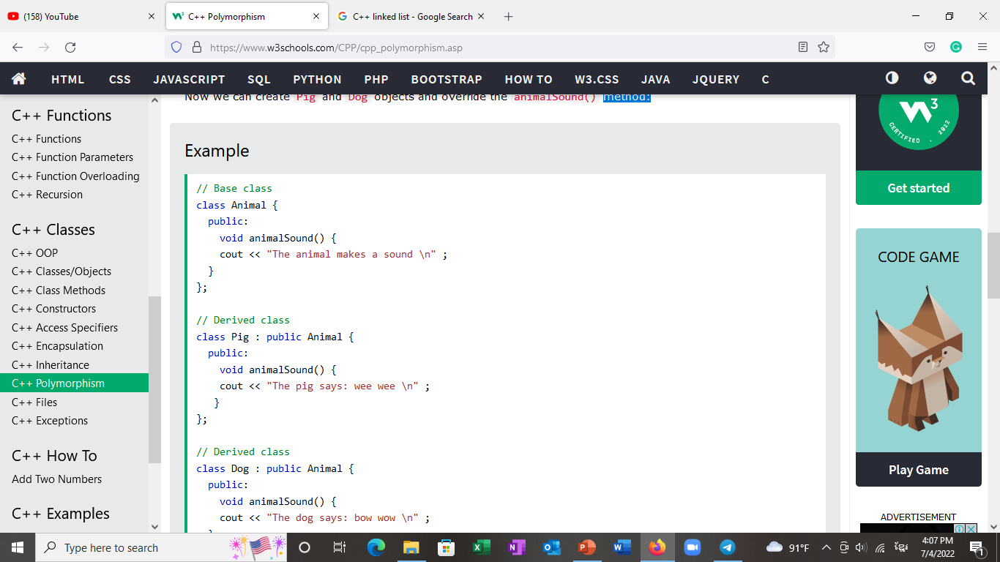 (158) YouTube
C++ Polymorphism
C++ linked list - Google Search
https://www.w3schools.com/CPP/cpp_polymorphism.asp
HTML CSS JAVASCRIPT SQL PYTHON PHP BOOTSTRAP HOW TO W3.CSS JAVA JQUERY C
C++ Functions
C++ Functions
C++ Function Parameters
C++ Function Overloading
C++ Recursion
C++ Classes
C++ OOP
C++ Classes/Objects
C++ Class Methods
C++ Constructors
C++ Access Specifiers
C++ Encapsulation
C++ Inheritance
C++ Polymorphism
C++ Files
C++ Exceptions
C++ How To
Add Two Numbers
C++ Examples
Now we can create Pig and Dog objects and override the animalSound() method:
Example
// Base class
class Animal {
  public:
    void animalSound() {
    cout << "The animal makes a sound \n" ;
  }
};
// Derived class
class Pig : public Animal {
  public:
    void animalSound() {
    cout << "The pig says: wee wee \n" ;
   }
};
// Derived class
class Dog : public Animal {
  public:
    void animalSound() {
    cout << "The dog says: bow wow \n" ;
W3
CERTIFIED . 2022
Get started
CODE GAME
Play Game
ADVERTISEMENT
Type here to search
91°F
4:07 PM
7/4/2022
1